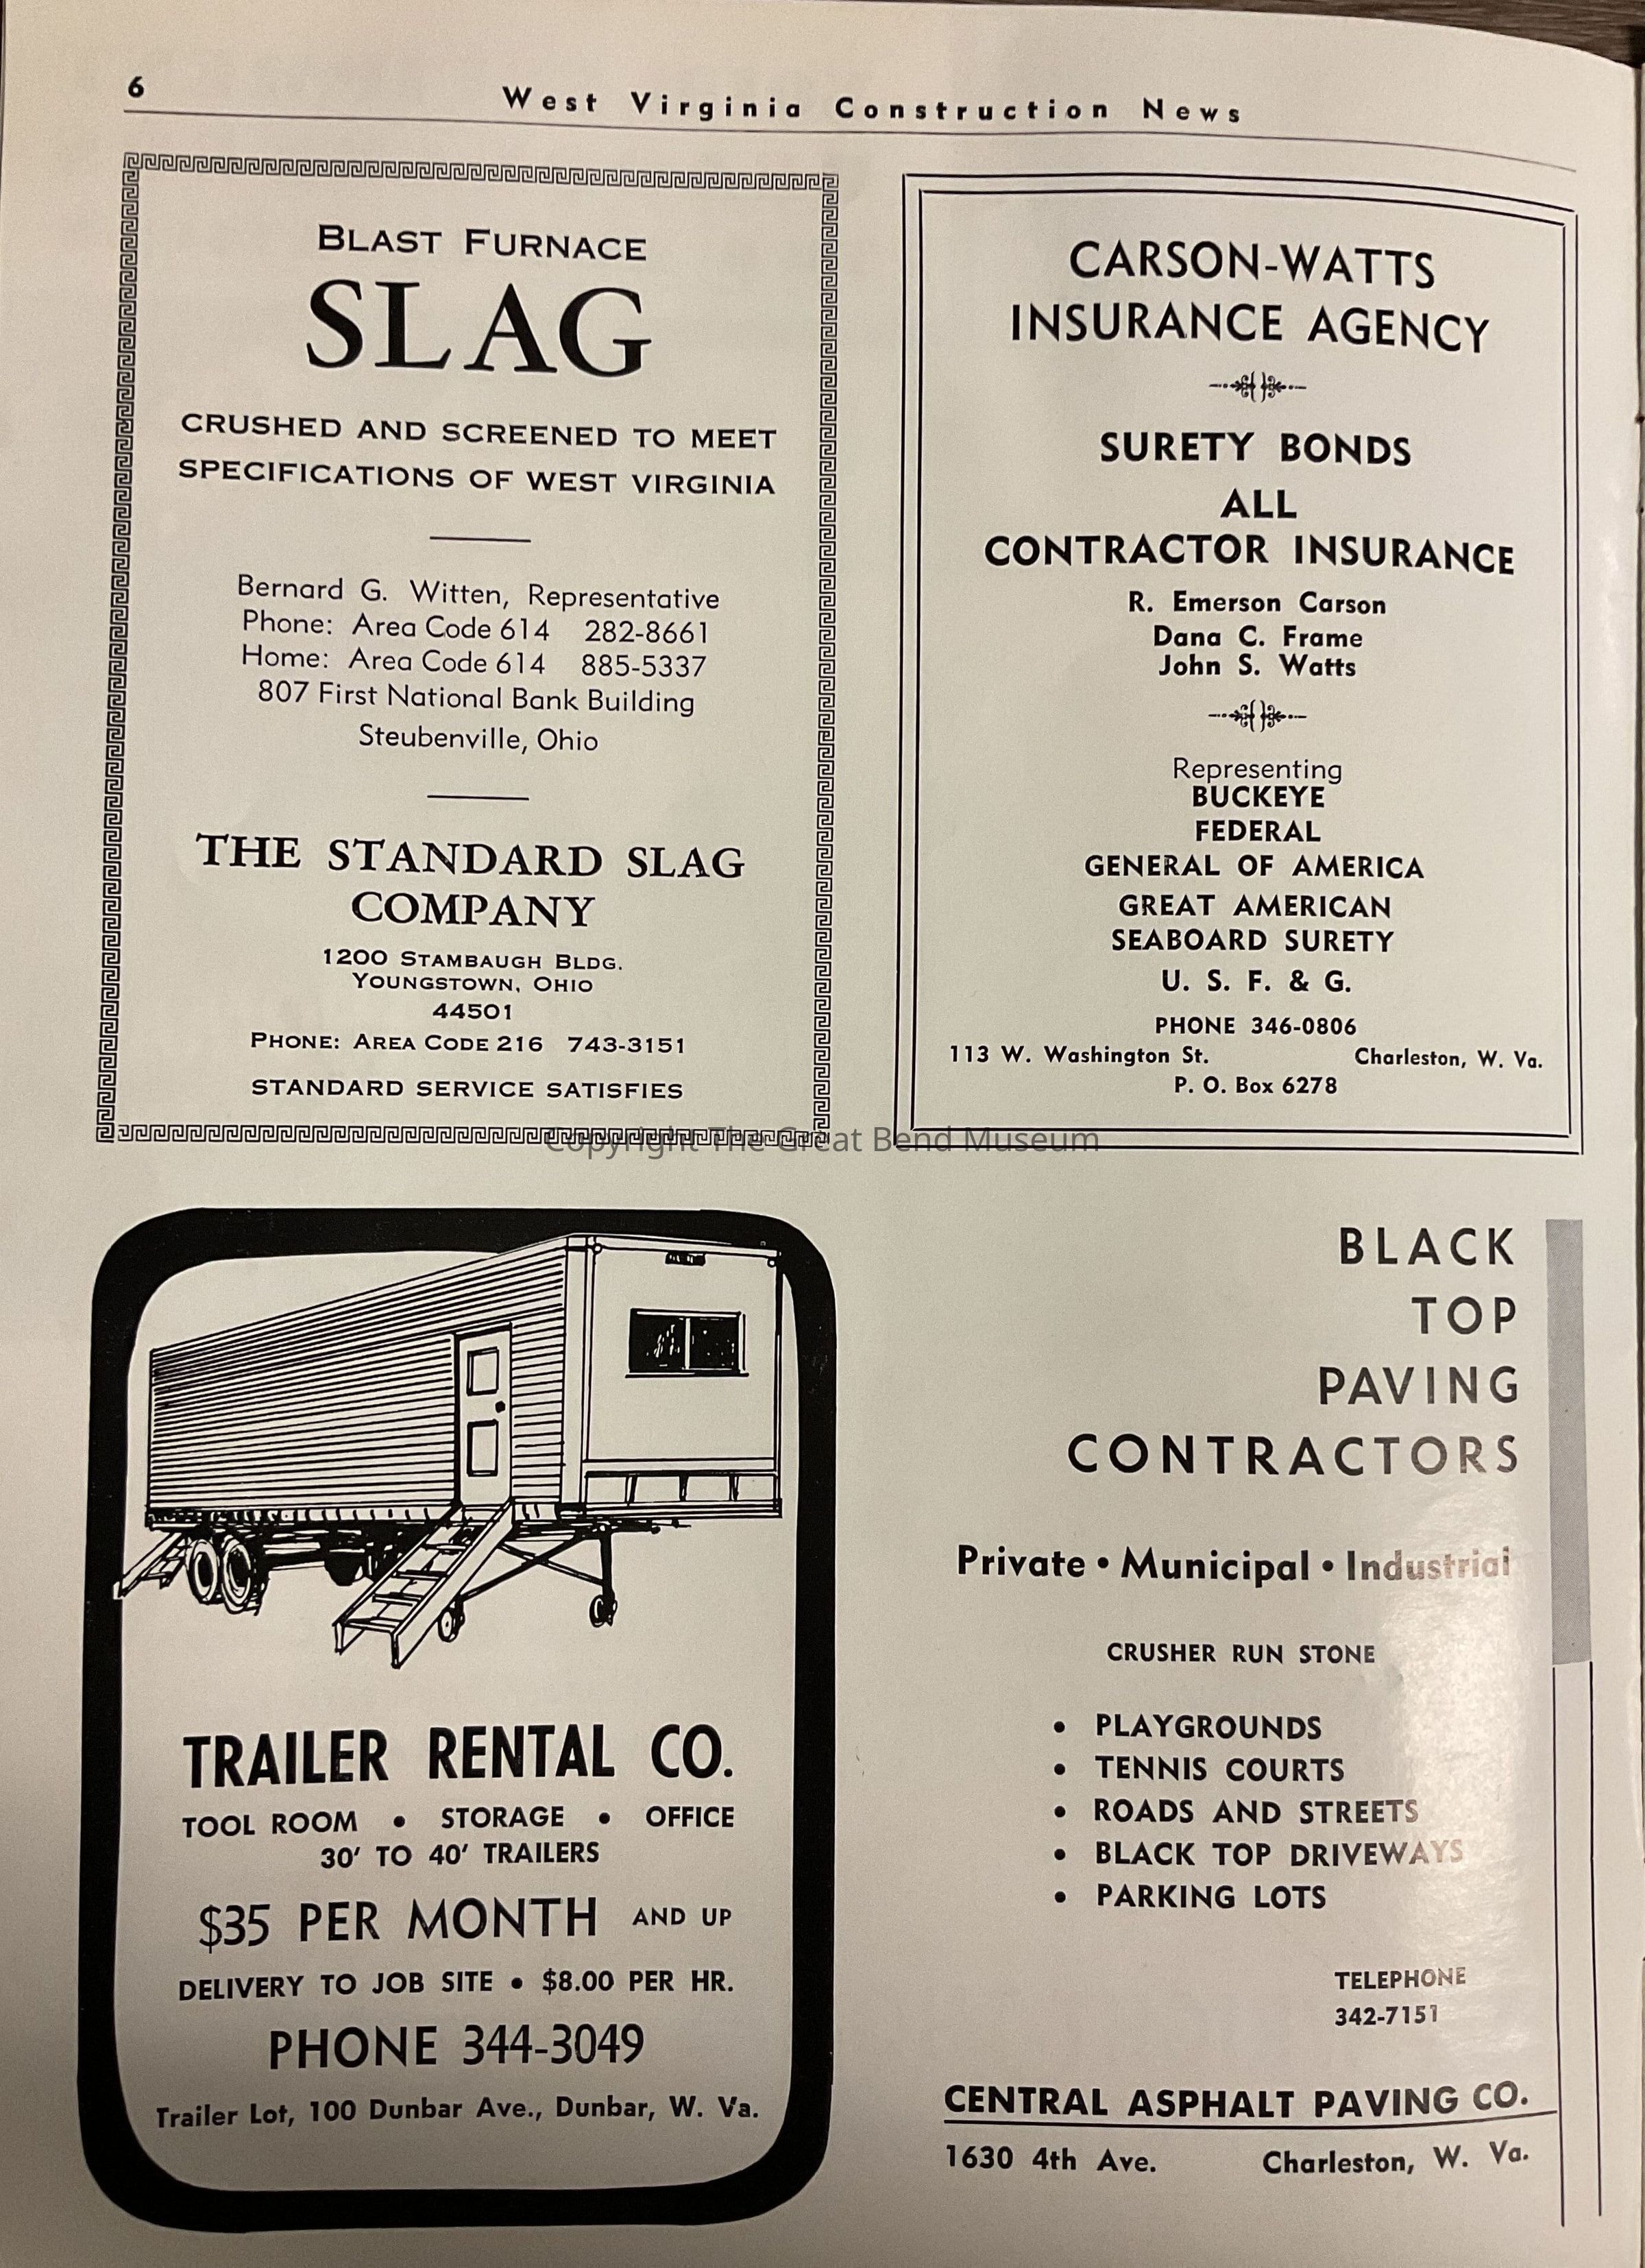 6
West Virginia Construction News
BLAST FURNACE
SLAG
CRUSHED AND SCREENED TO MEET
SPECIFICATIONS OF WEST VIRGINIA
Bernard G. Witten, Representative
Phone: Area Code 614 282-8661
Home: Area Code 614 885-5337
807 First National Bank Building
Steubenville, Ohio
THE STANDARD SLAG
COMPANY
1200 STAMBAUGH BLDG.
YOUNGSTOWN, OHIO
44501
PHONE: AREA CODE 216 743-3151
STANDARD SERVICE SATISFIES
CARSON-WATTS
INSURANCE AGENCY
SURETY BONDS
ALL
CONTRACTOR INSURANCE
R. Emerson Carson
Dana C. Frame
John S. Watts
Representing
BUCKEYE
FEDERAL
GENERAL OF AMERICA
GREAT AMERICAN
SEABOARD SURETY
U. S. F. & G.
PHONE 346-0806
113 W. Washington St. Charleston, W. Va.
P. O. Box 6278
Copyright The Great Bend Museum
TRAILER RENTAL CO.
TOOL ROOM • STORAGE • OFFICE
30' TO 40' TRAILERS
$35 PER MONTH AND UP
DELIVERY TO JOB SITE • $8.00 PER HR.
PHONE 344-3049
Trailer Lot, 100 Dunbar Ave., Dunbar, W. Va.
BLACK
TOP
PAVING
CONTRACTORS
Private • Municipal • Industrial
CRUSHER RUN STONE
• PLAYGROUNDS
• TENNIS COURTS
• ROADS AND STREETS
• BLACK TOP DRIVEWAYS
• PARKING LOTS
TELEPHONE
342-7151
CENTRAL ASPHALT PAVING CO.
1630 4th Ave. Charleston, W. Va.